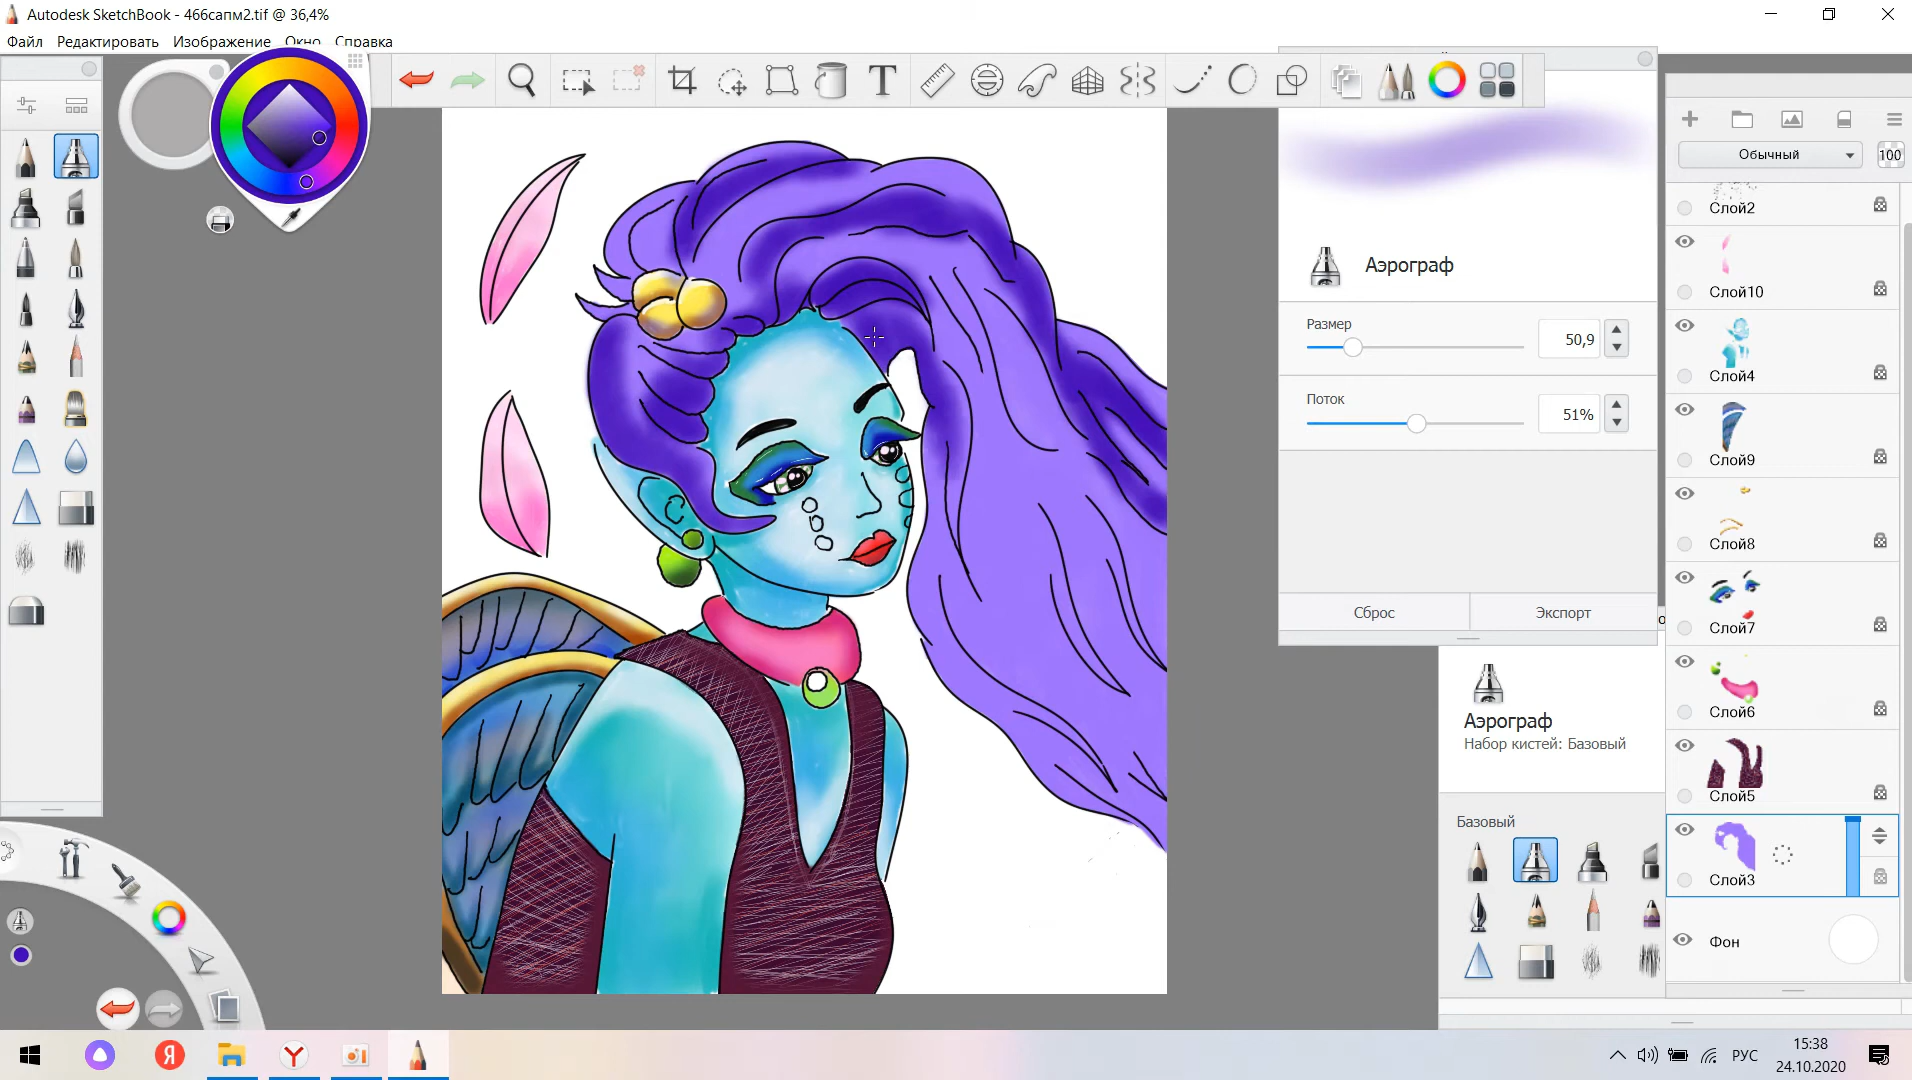 Autodesk SketchBook - 466сапм2.tif @ 36,4%
Файл Редактировать Изображение Окно Справка
T
Обычный
100
Слой2
Аэрограф
Слой10
Размер
50,9
Слой4
Поток
51%
Слой9
Слой8
Сброс
Экспорт
Слой7
Аэрограф
Набор кистей: Базовый
Слой6
Слой5
Базовый
Слой3
Фон
Я
РУС
15:38
24.10.2020